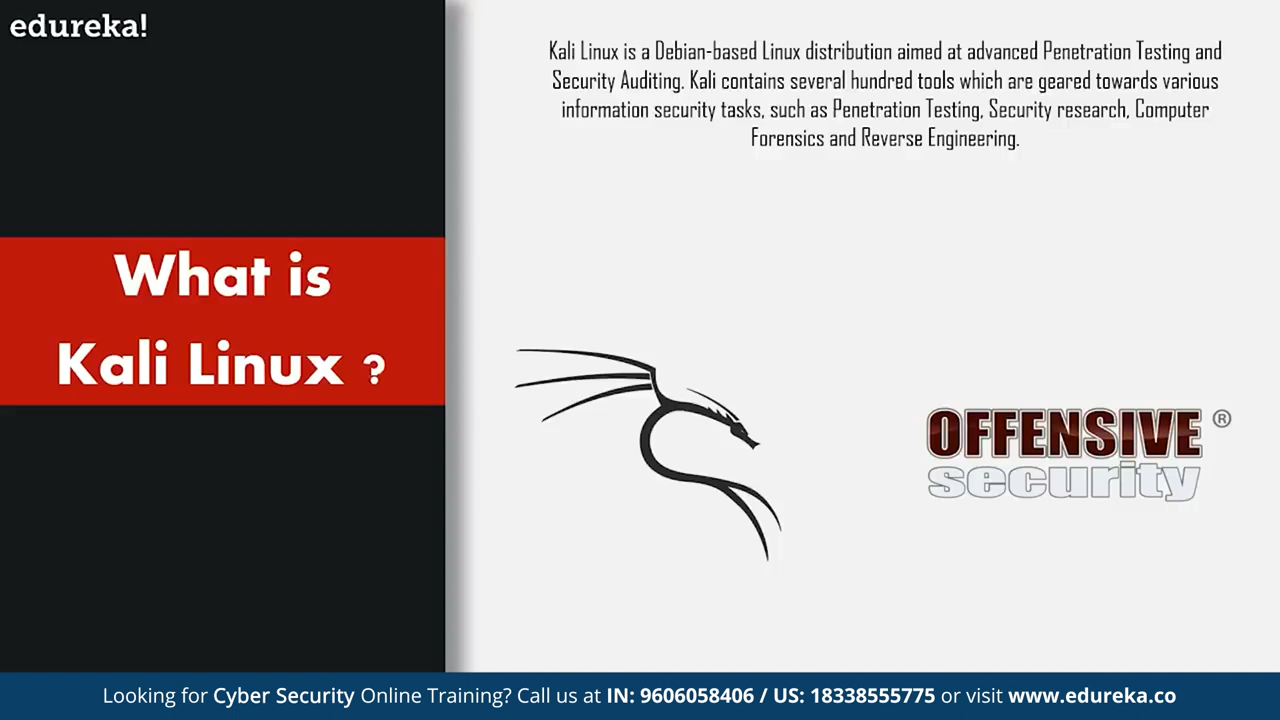 edureka!
Kali Linux is a Debian-based Linux distribution aimed at advanced Penetration Testing and
Security Auditing. Kali contains several hundred tools which are geared towards various
information security tasks, such as Penetration Testing, Security research, Computer
Forensics and Reverse Engineering.
What is
Kali Linux ?
OFFENSIVE ®
security
Looking for Cyber Security Online Training? Call us at IN: 9606058406 / US: 18338555775 or visit www.edureka.co